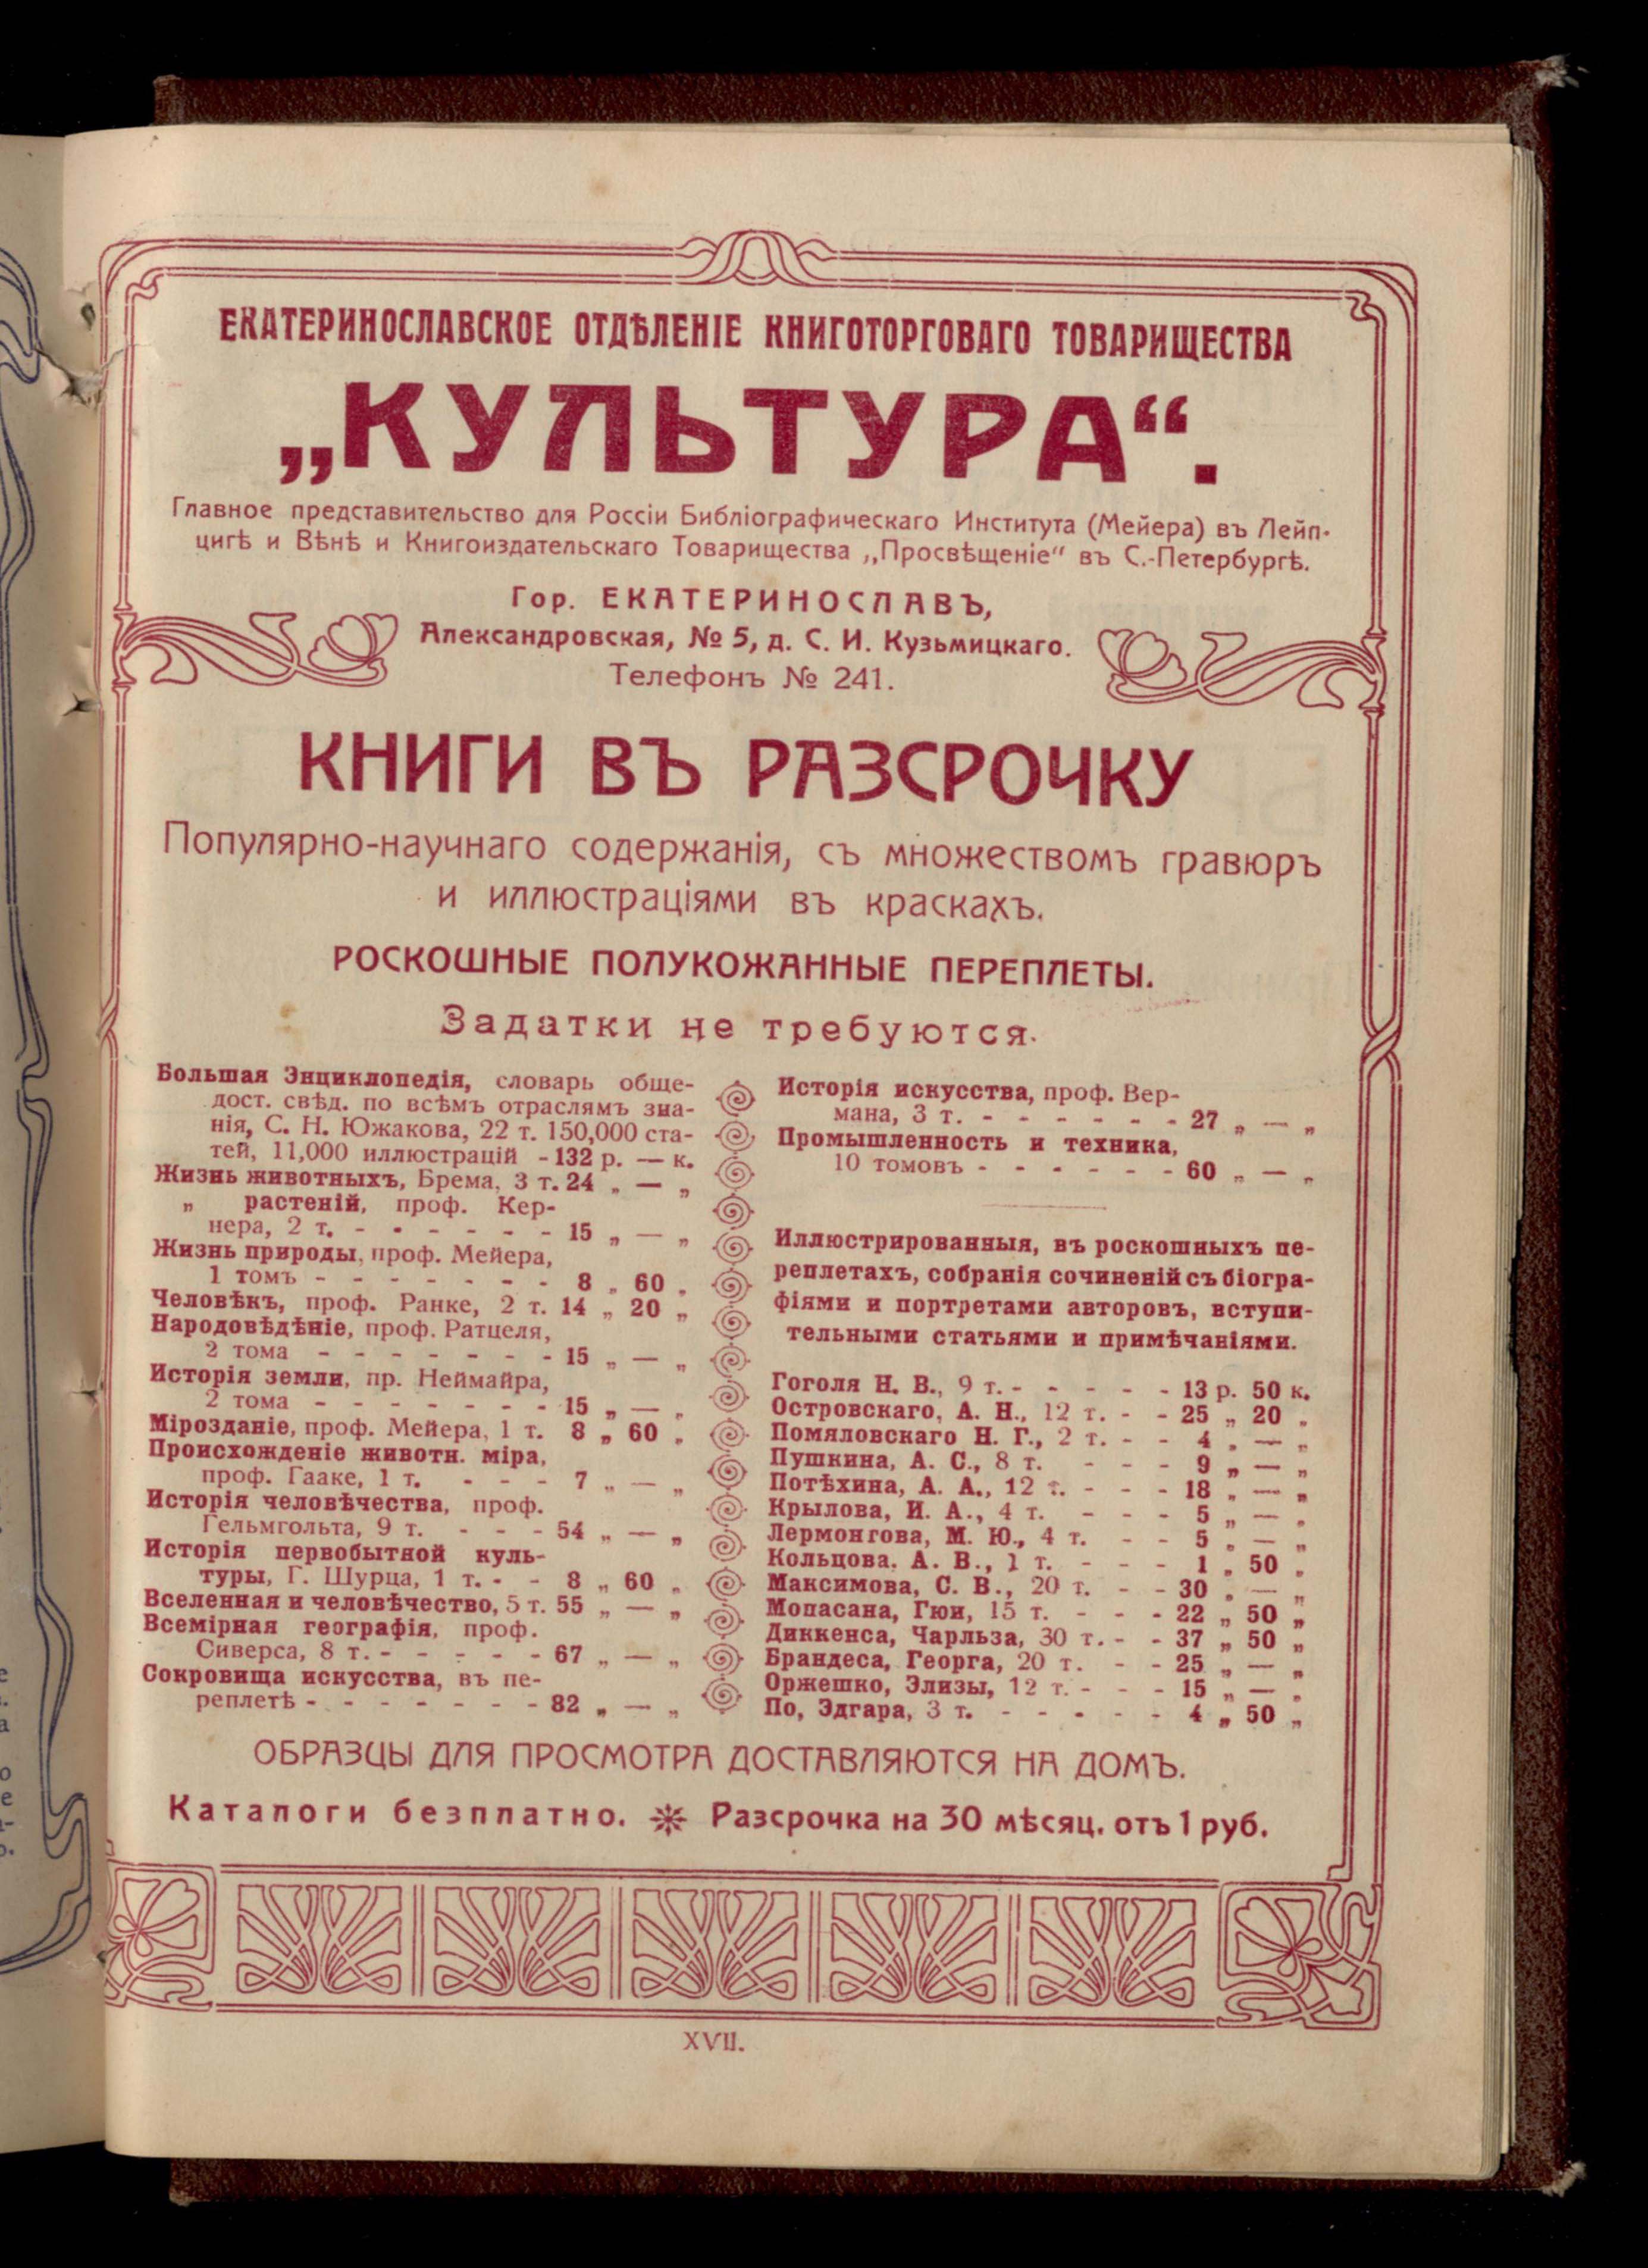 ЕКАТЕРИНОСЛАВСКОЕ ОТДѢЛЕНІЕ КНИГОТОРГОВАГО ТОВАРИЩЕСТВА
„КУЛЬТУРА“.
Главное представительство для Россіи Библіографическаго Института (Мейера) въ Лейп-
цигѣ и Вѣнѣ и Книгоиздательскаго Товарищества „Просвѣщеніе“ въ С.-Петербургѣ.
Гор. ЕКАТЕРИНОСЛАВЪ,
Александровская, № 5, д. С. И. Кузьмицкаго.
Телефонъ № 241.
КНИГИ ВЪ РАЗСРОЧКУ
Популярно-научнаго содержанія, съ множествомъ гравюръ
и иллюстраціями въ краскахъ.
РОСКОШНЫЕ ПОЛУКОЖАННЫЕ ПЕРЕПЛЕТЫ.
Задатки не требуются.
Большая Энциклопедія, словарь обще-
дост. свѣд. по всѣмъ отраслямъ зна-
нія, С. Н. Южакова, 22 т. 150,000 ста-
тей, 11,000 иллюстрацій - 132 р. — к.
Жизнь животныхъ, Брема, 3 т. 24 „ — „
„ растеній, проф. Кер-
нера, 2 т. - - - - - - 15 „ — „
Жизнь природы, проф. Мейера,
1 томъ - - - - - - - 8 „ 60 „
Человѣкъ, проф. Ранке, 2 т. 14 „ 20 „
Народовѣдѣніе, проф. Ратцеля,
2 тома - - - - - - - 15 „ — „
Исторія земли, пр. Неймайра,
2 тома - - - - - - - 15 „ — „
Мірозданіе, проф. Мейера, 1 т. 8 „ 60 „
Происхожденіе животн. міра,
проф. Гааке, 1 т. - - - 7 „ — „
Исторія человѣчества, проф.
Гельмгольта, 9 т. - - - 54 „ — „
Исторія первобытной куль-
туры, Г. Шурца, 1 т. - - 8 „ 60 „
Вселенная и человѣчество, 5 т. 55 „ — „
Всемірная географія, проф.
Сиверса, 8 т. - - - - - - 67 „ — „
Сокровища искусства, въ пе-
реплетѣ - - - - - - - 82 „ — „
Исторія искусства, проф. Вер-
мана, 3 т. - - - - - - 27 „ — „
Промышленность и техника,
10 томовъ - - - - - - 60 „ — „
Иллюстрированныя, въ роскошныхъ пе-
реплетахъ, собранія сочиненій съ біогра-
фіями и портретами авторовъ, вступи-
тельными статьями и примѣчаніями.
Гоголя Н. В., 9 т. - - - - - 13 р. 50 к.
Островскаго, А. Н., 12 т. - - 25 „ 20 „
Помяловскаго Н. Г., 2 т. - - 4 „ — „
Пушкина, А. С., 8 т. - - - 9 „ — „
Потѣхина, А. А., 12 т. - - - 18 „ — „
Крылова, И. А., 4 т. - - - 5 „ — „
Лермонтова, М. Ю., 4 т. - - 5 „ — „
Кольцова, А. В., 1 т. - - - 1 „ 50 „
Максимова, С. В., 20 т. - - 30 „ — „
Мопасана, Гюи, 15 т. - - - 22 „ 50 „
Диккенса, Чарльза, 30 т. - - 37 „ 50 „
Брандеса, Георга, 20 т. - - 25 „ — „
Оржешко, Элизы, 12 т. - - - 15 „ — „
По, Эдгара, 3 т. - - - - - 4 „ 50 „
ОБРАЗЦЫ ДЛЯ ПРОСМОТРА ДОСТАВЛЯЮТСЯ НА ДОМЪ.
Каталоги безплатно. Разсрочка на 30 мѣсяц. отъ 1 руб.
XVII.